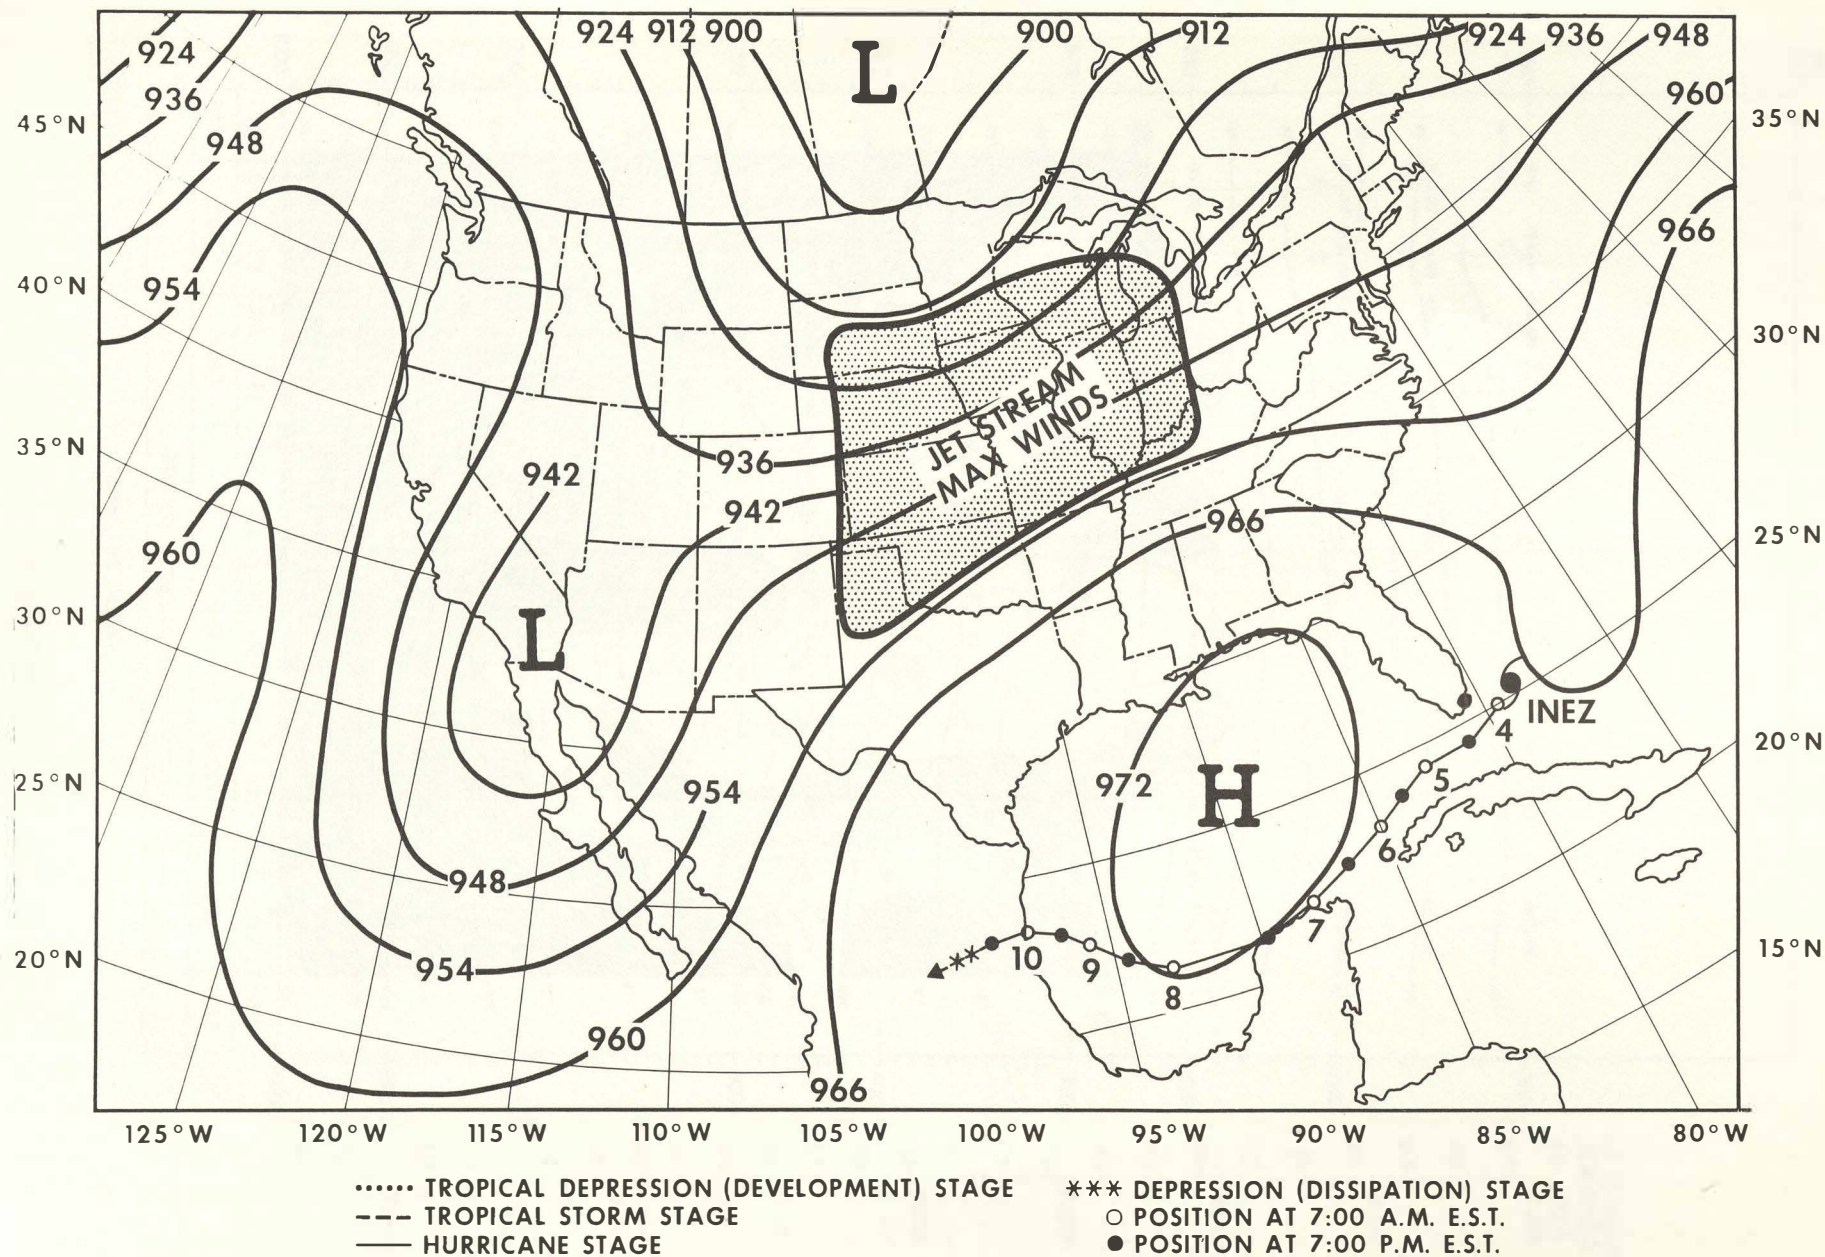 924 912 900 L 900 912 924 936 948
924
936
948
960
45°N
35°N
40°N
954
966
30°N
JET STREAM
MAX WINDS
35°N
936
942
942
966
25°N
960
30°N
L
INEZ
4
20°N
25°N
954
972
H
5
6
948
7
954
10
9
8
20°N
15°N
960
966
125°W 120°W 115°W 110°W 105°W 100°W 95°W 90°W 85°W 80°W
TROPICAL DEPRESSION (DEVELOPMENT) STAGE
TROPICAL STORM STAGE
HURRICANE STAGE
*** DEPRESSION (DISSIPATION) STAGE
○ POSITION AT 7:00 A.M. E.S.T.
● POSITION AT 7:00 P.M. E.S.T.